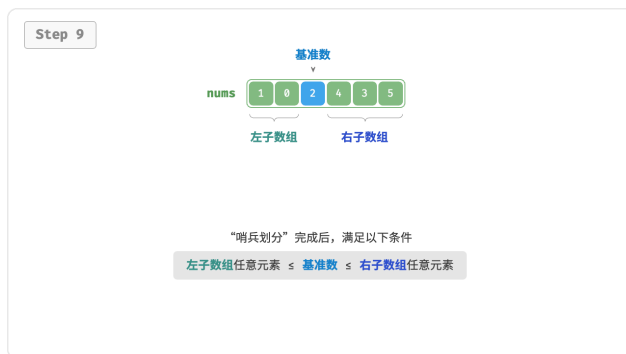 Step 9
基准数
nums 1 0 2 4 3 5
左子数组 右子数组
“哨兵划分”完成后，满足以下条件
左子数组任意元素 ≤ 基准数 ≤ 右子数组任意元素